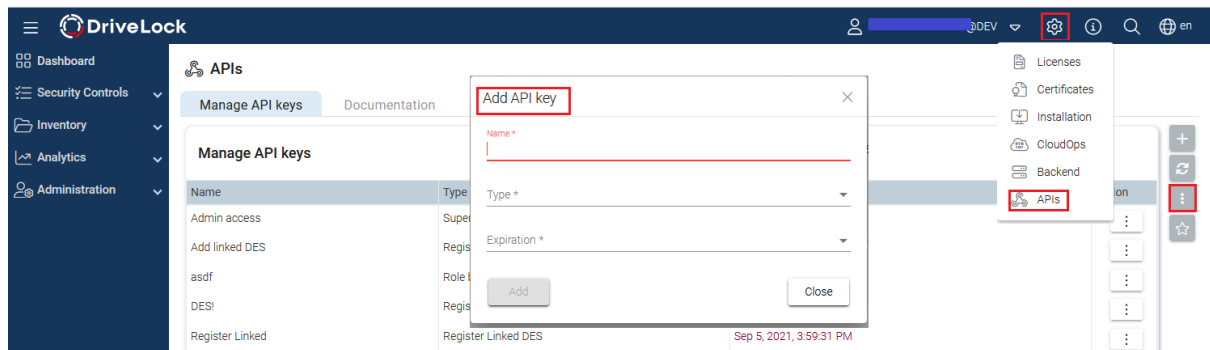 DriveLock
@DEV
en
Dashboard
Security Controls
Inventory
Analytics
Administration
APIs
Manage API keys
Documentation
Manage API keys
Name
Type
ion
Admin access
Super
Add linked DES
Regis
asdf
Role b
DES!
Regis
Register Linked
Register Linked DES
Sep 5, 2021, 3:59:31 PM
Add API key
Name *
Type *
Expiration *
Add
Close
Licenses
Certificates
Installation
CloudOps
Backend
APIs